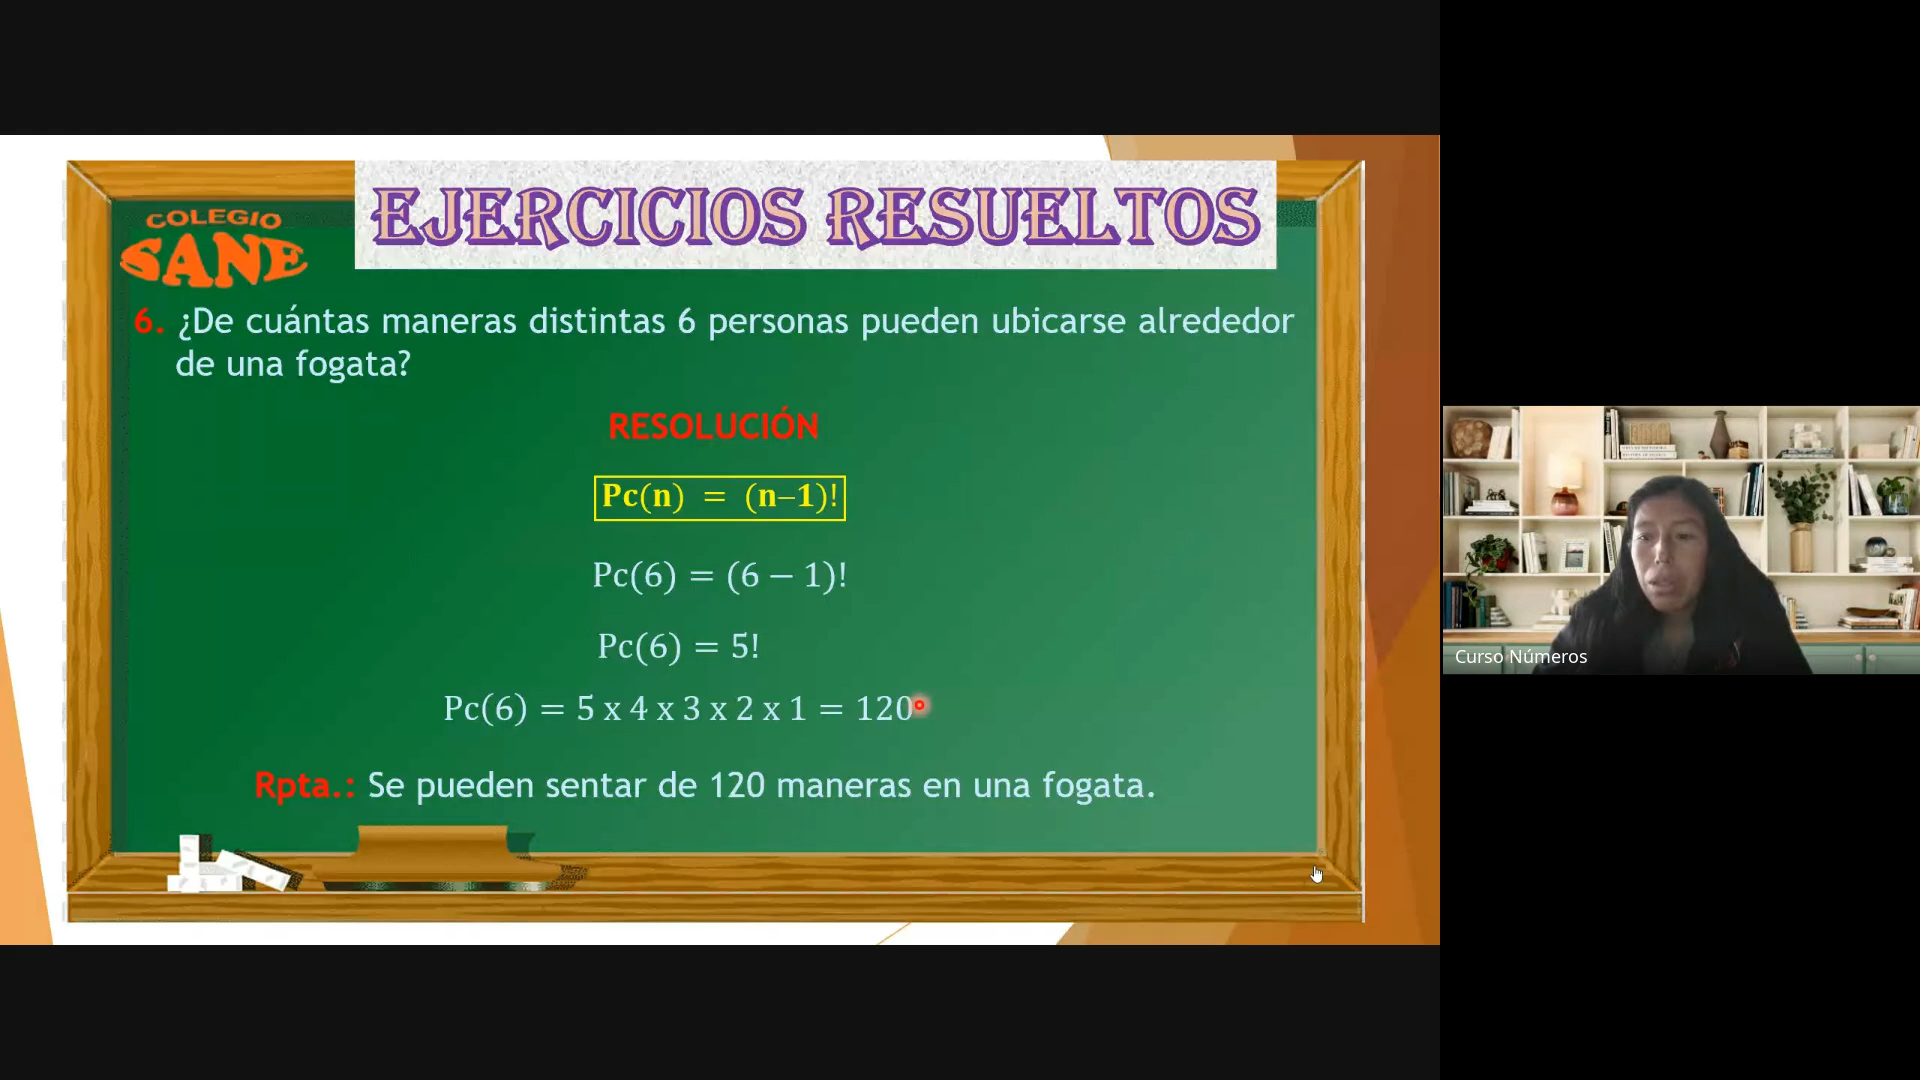 EJERCICIOS RESUELTOS
COLEGIO
SANE
6. ¿De cuántas maneras distintas 6 personas pueden ubicarse alrededor
de una fogata?
RESOLUCIÓN
Pc(n) = (n–1)!
Pc(6) = (6 − 1)!
Pc(6) = 5!
Pc(6) = 5 x 4 x 3 x 2 x 1 = 120
Rpta.: Se pueden sentar de 120 maneras en una fogata.
Curso Números